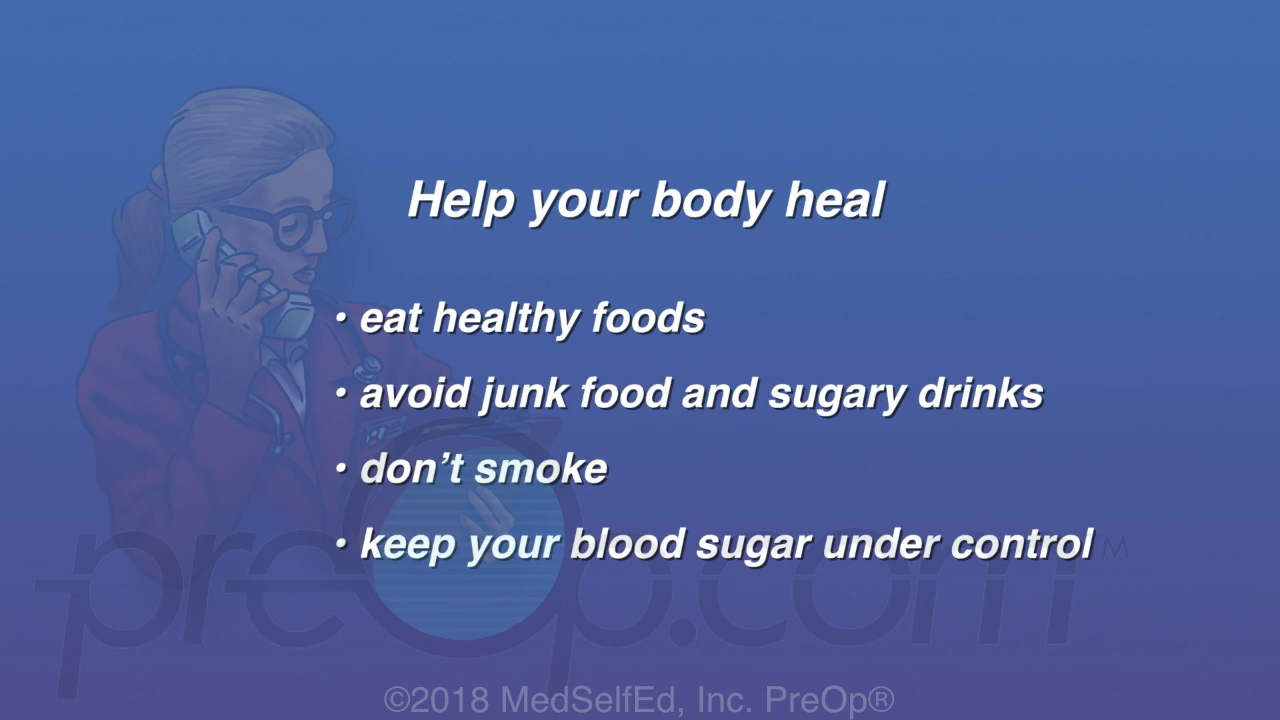 Help your body heal
• eat healthy foods
• avoid junk food and sugary drinks
• don’t smoke
• keep your blood sugar under control
preOp.com™
©2018 MedSelfEd, Inc. PreOp®